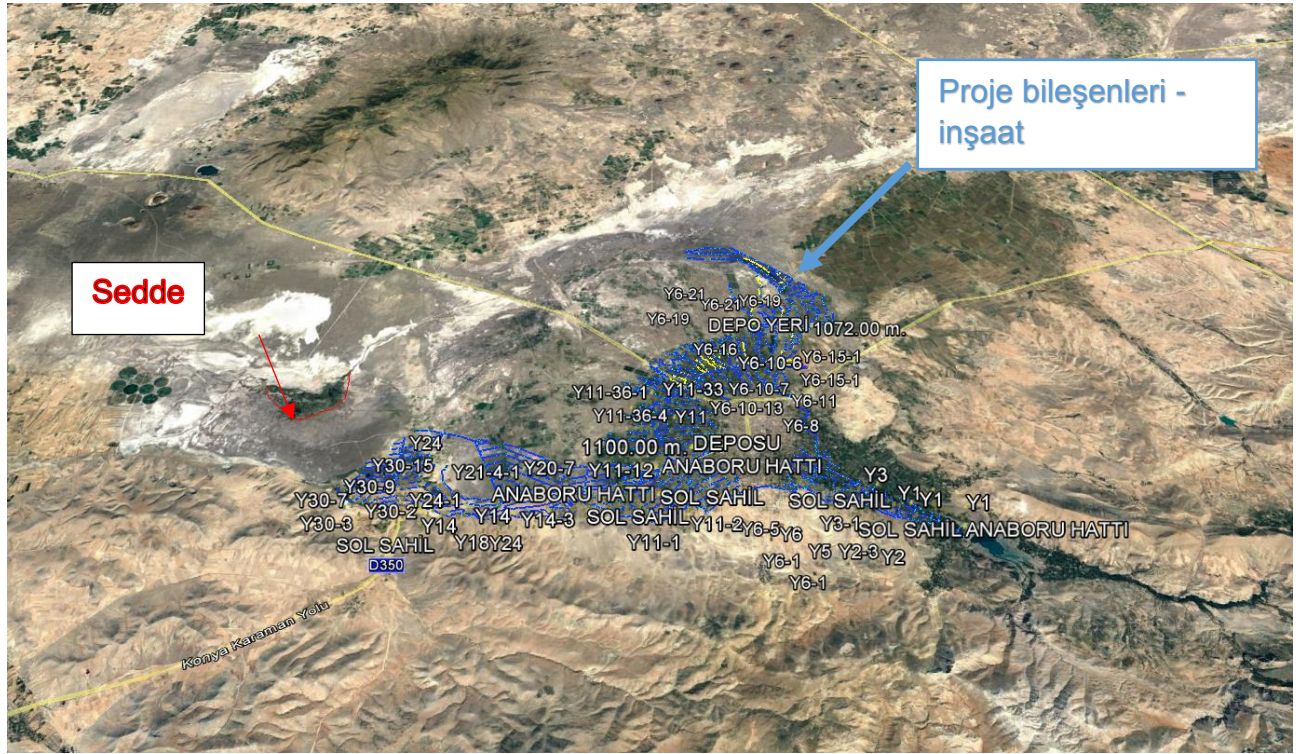 Proje bileşenleri -
inşaat
Sedde
Y6-21
Y6-21
Y6-19
Y6-19
DEPO YERİ
1072.00 m.
Y6-16
Y6-10-6
Y6-15-1
Y6-15-1
Y11-36-1
Y11-33
Y6-10-7
Y6-11
Y11-36-4
Y11
Y6-10-13
Y6-8
1100.00 m.
DEPOSU
Y24
Y30-15
Y21-4-1
Y20-7
Y11-12
ANABORU HATTI
Y3
Y30-9
Y30-7
Y24-1
ANABORU HATTI
SOL SAHİL
SOL SAHİL
Y1
Y1
Y1
Y30-3
Y30-2
Y14
Y14
Y14-3
SOL SAHİL
Y11-2
Y6-5
Y6
Y3-1
SOL SAHİL ANABORU HATTI
SOL SAHİL
Y18
Y24
Y11-1
Y6-1
Y5
Y2-3
Y2
D350
Y6-1
Konya Karaman Yolu